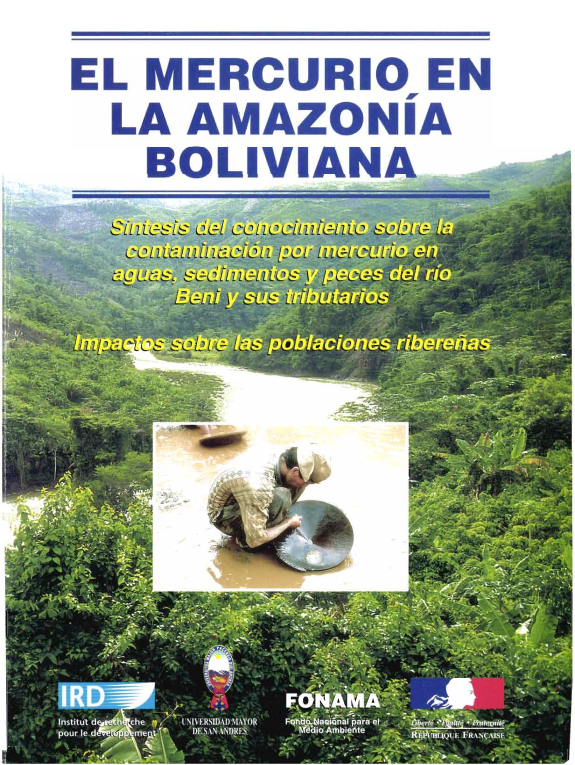 EL MERCURIO EN
LA AMAZONÍA
BOLIVIANA
Síntesis del conocimiento sobre la
contaminación por mercurio en
aguas, sedimentos y peces del río
Beni y sus tributarios
Impactos sobre las poblaciones ribereñas
IRD
Institut de recherche
pour le développement
UNIVERSIDAD MAYOR
DE SAN ANDRES
FONAMA
Fondo Nacional para el
Medio Ambiente
Liberté • Égalité • Fraternité
RÉPUBLIQUE FRANÇAISE